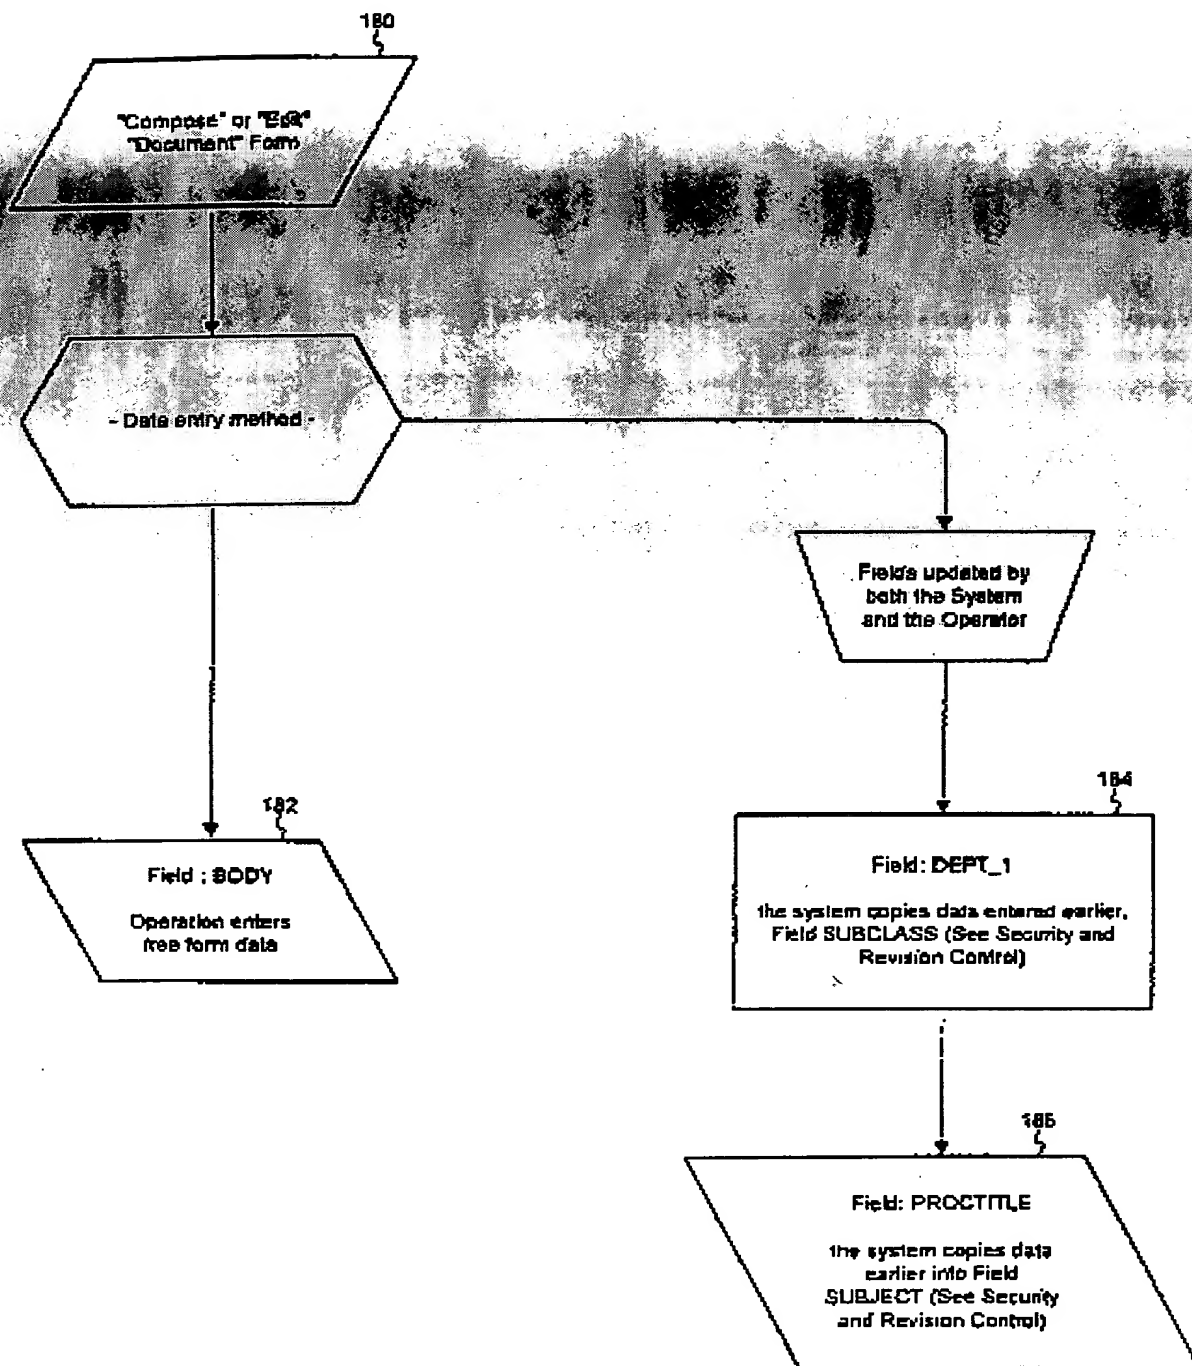 180
"Compose" or "Edit"
"Document" Form
- Data entry method -
Fields updated by
both the System
and the Operator
182
Field : BODY
Operation enters
free form data
184
Field: DEPT_1
the system copies data entered earlier,
Field SUBCLASS (See Security and
Revision Control)
Field: PROCTITLE
the system copies data
earlier into Field
SUBJECT (See Security
and Revision Control)